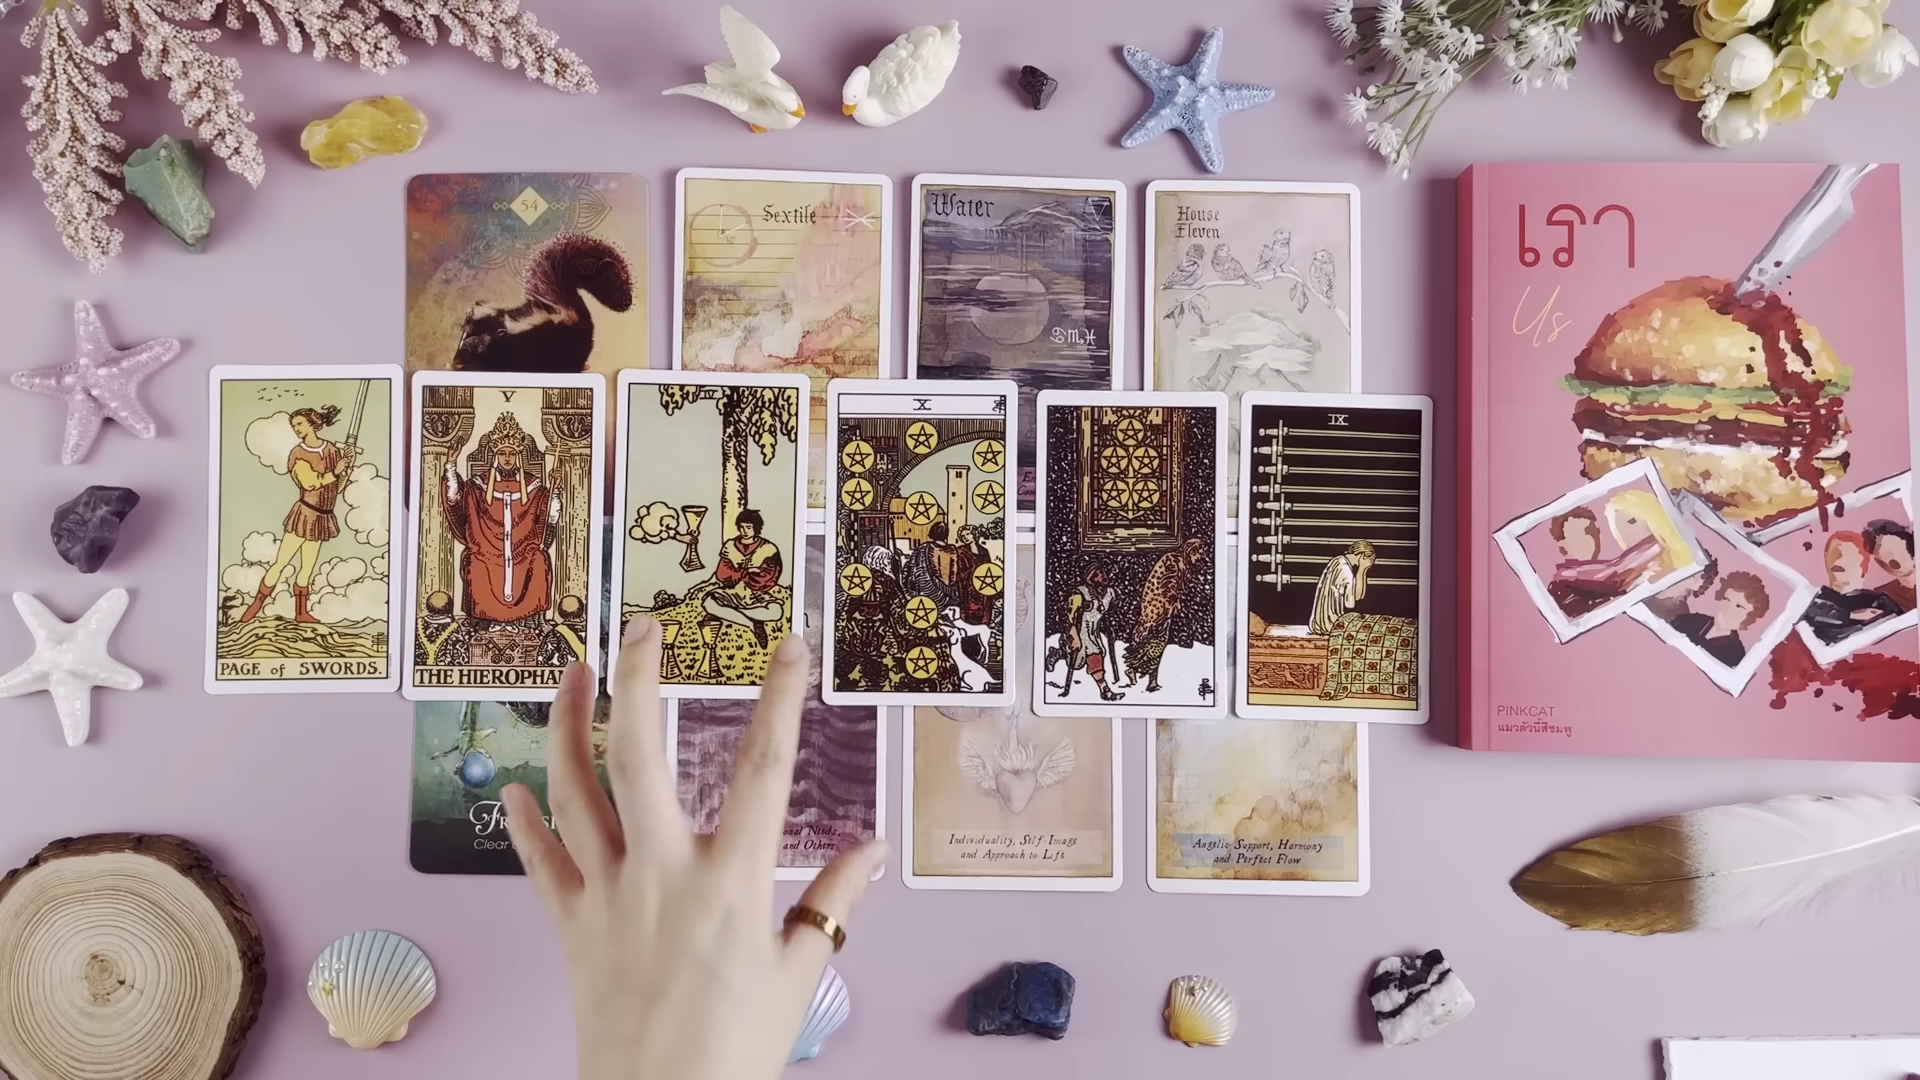 54
Sextile
Water
House
Eleven
เรา
Us
V
IV
X
IX
PAGE of SWORDS.
THE HIEROPHA
PINKCAT
แมวตัวนี้สีชมพู
Clear
onal Needs,
and Others
Individuality, Self-Image
and Approach to Life
Angelic Support, Harmony
and Perfect Flow